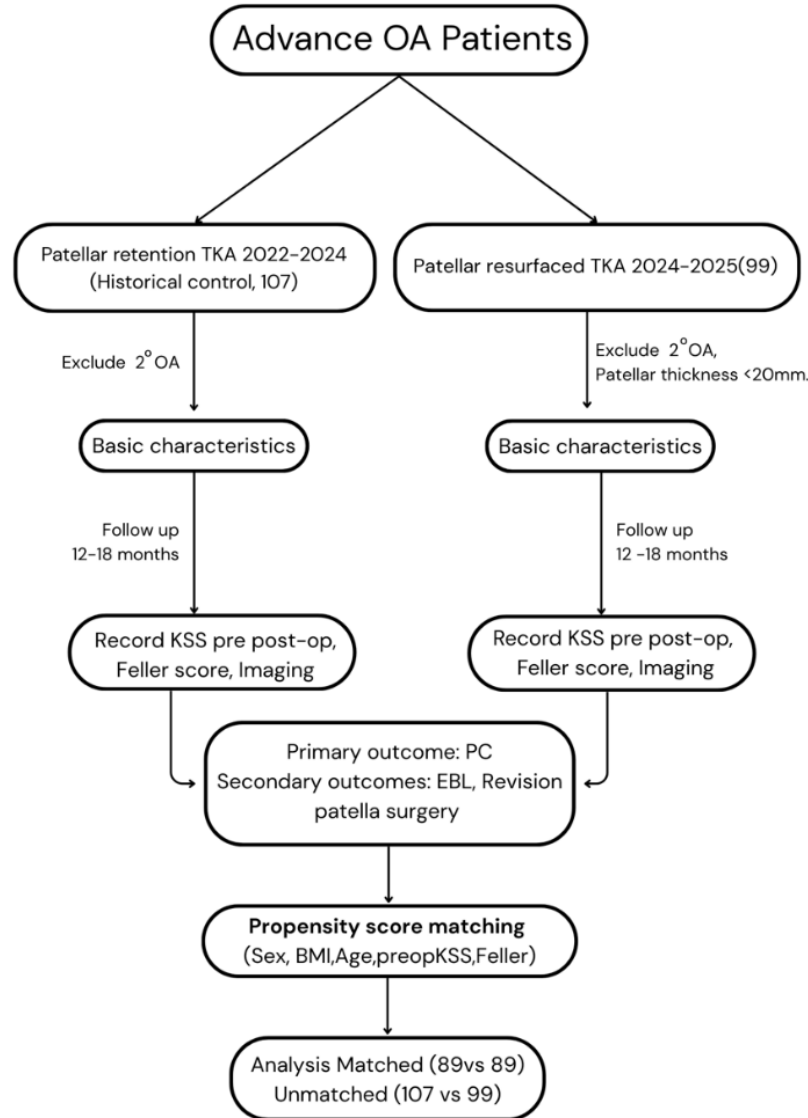 Advance OA Patients
Patellar retention TKA 2022-2024
(Historical control, 107)
Patellar resurfaced TKA 2024-2025(99)
Exclude 2° OA
Exclude 2°OA,
Patellar thickness <20mm.
Basic characteristics
Basic characteristics
Follow up
12-18 months
Follow up
12 -18 months
Record KSS pre post-op,
Feller score, Imaging
Record KSS pre post-op,
Feller score, Imaging
Primary outcome: PC
Secondary outcomes: EBL, Revision
patella surgery
Propensity score matching
(Sex, BMI,Age,preopKSS,Feller)
Analysis Matched (89vs 89)
Unmatched (107 vs 99)